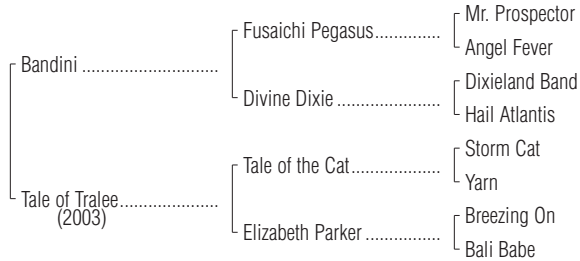 Mr. Prospector
Fusaichi Pegasus..............
Angel Fever
Bandini .............................
Dixieland Band
Divine Dixie ......................
Hail Atlantis
Storm Cat
Tale of the Cat...................
Yarn
Tale of Tralee.....................
(2003)
Breezing On
Elizabeth Parker ................
Bali Babe